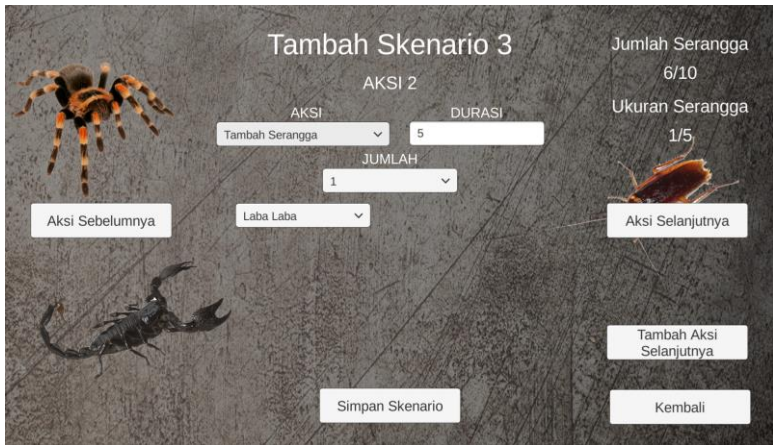 Tambah Skenario 3
AKSI 2
Jumlah Serangga
6/10
Ukuran Serangga
1/5
AKSI
DURASI
Tambah Serangga
5
JUMLAH
1
Laba Laba
Aksi Sebelumnya
Aksi Selanjutnya
Tambah Aksi
Selanjutnya
Simpan Skenario
Kembali